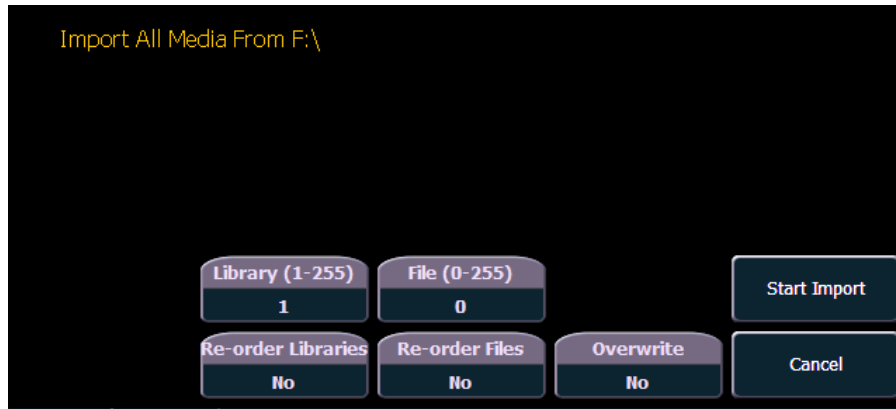 Import All Media From F:\
Library (1-255)
1
File (0-255)
0
Start Import
Re-order Libraries
No
Re-order Files
No
Overwrite
No
Cancel